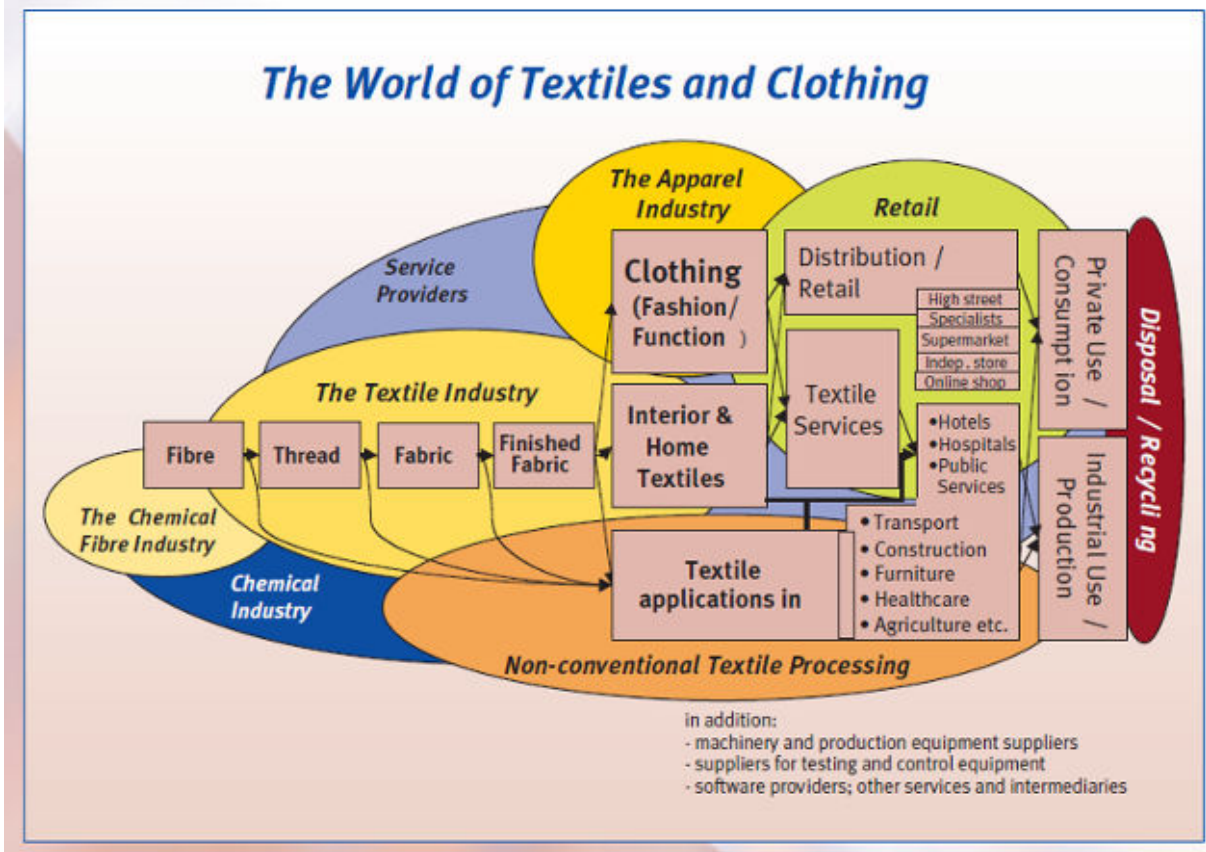 The World of Textiles and Clothing
The Apparel
Industry
Retail
Service
Providers
Clothing
(Fashion/
Function )
Distribution /
Retail
High street
Specialists
Supermarket
Indep. store
Online shop
Private Use /
Consumpt ion
Disposal / Recycli ng
The Textile Industry
Fibre
Thread
Fabric
Finished
Fabric
Interior &
Home
Textiles
Textile
Services
•Hotels
•Hospitals
•Public
Services
Industrial Use /
Production
The Chemical
Fibre Industry
Chemical
Industry
Textile
applications in
• Transport
• Construction
• Furniture
• Healthcare
• Agriculture etc.
Non-conventional Textile Processing
in addition:
- machinery and production equipment suppliers
- suppliers for testing and control equipment
- software providers; other services and intermediaries